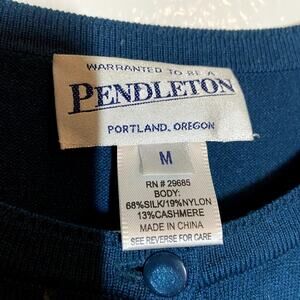 WARRANTED TO BE A
PENDLETON
PORTLAND, OREGON
M
RN # 29685
BODY:
68%SILK/19%NYLON
13%CASHMERE
MADE IN CHINA
SEE REVERSE FOR CARE